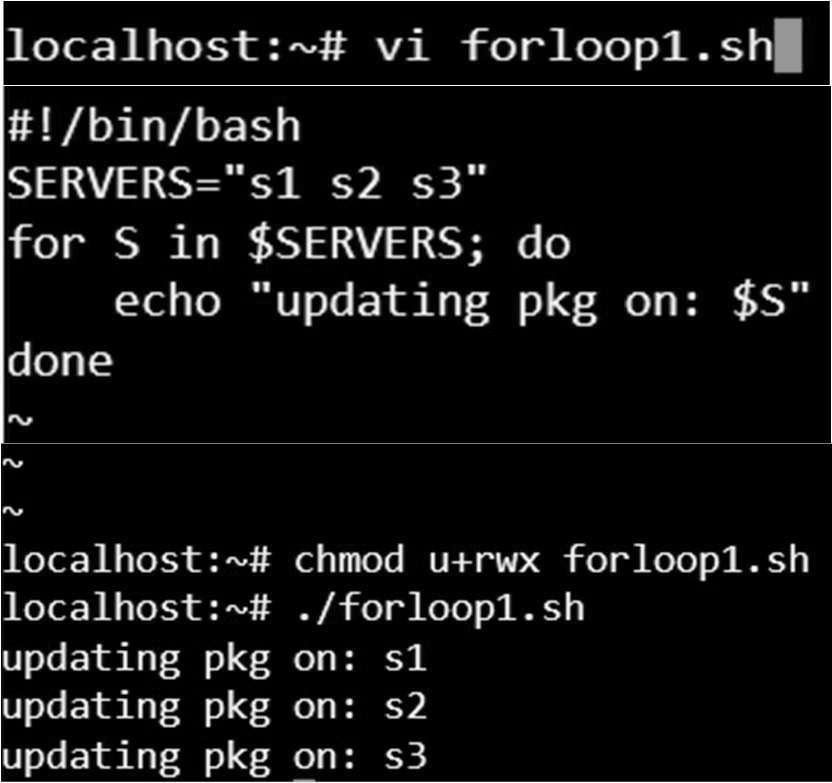 localhost:~# vi forloop1.sh
#!/bin/bash
SERVERS="s1 s2 s3"
for S in $SERVERS; do
    echo "updating pkg on: $S"
done
~
~
~
localhost:~# chmod u+rwx forloop1.sh
localhost:~# ./forloop1.sh
updating pkg on: s1
updating pkg on: s2
updating pkg on: s3